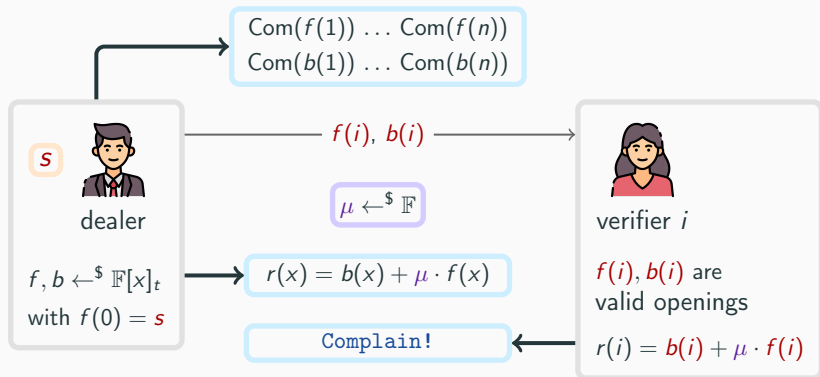 Com(f(1)) … Com(f(n))
Com(b(1)) … Com(b(n))
s
f(i), b(i)
dealer
μ ←$ 𝔽
verifier i
f, b ←$ 𝔽[x]ₜ
with f(0) = s
r(x) = b(x) + μ · f(x)
f(i), b(i) are
valid openings
Complain!
r(i) = b(i) + μ · f(i)